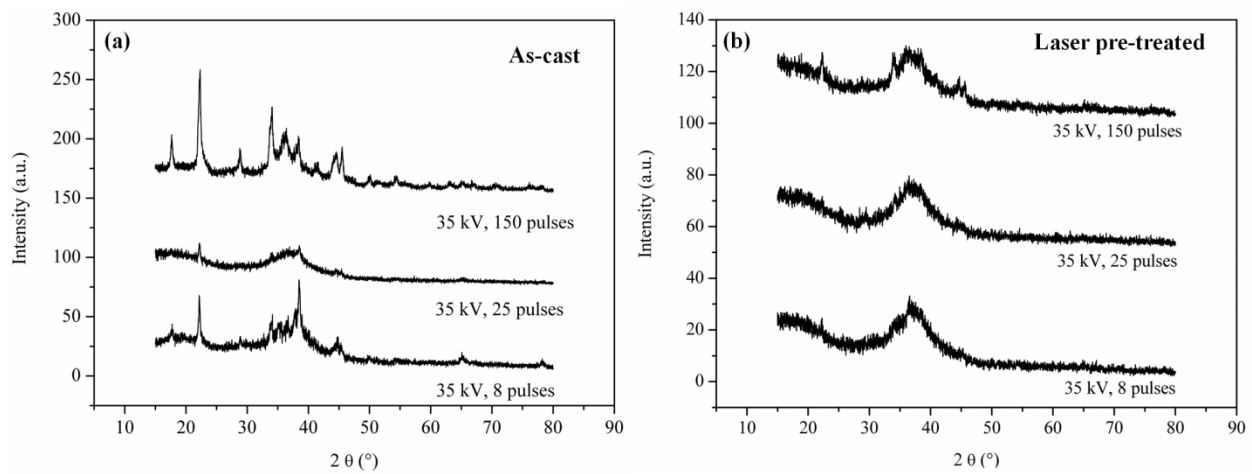 (a)
As-cast
300
250
200
150
100
50
0
Intensity (a.u.)
35 kV, 150 pulses
35 kV, 25 pulses
35 kV, 8 pulses
10 20 30 40 50 60 70 80 90
2 θ (°)
(b)
Laser pre-treated
140
120
100
80
60
40
20
0
Intensity (a.u.)
35 kV, 150 pulses
35 kV, 25 pulses
35 kV, 8 pulses
10 20 30 40 50 60 70 80 90
2 θ (°)